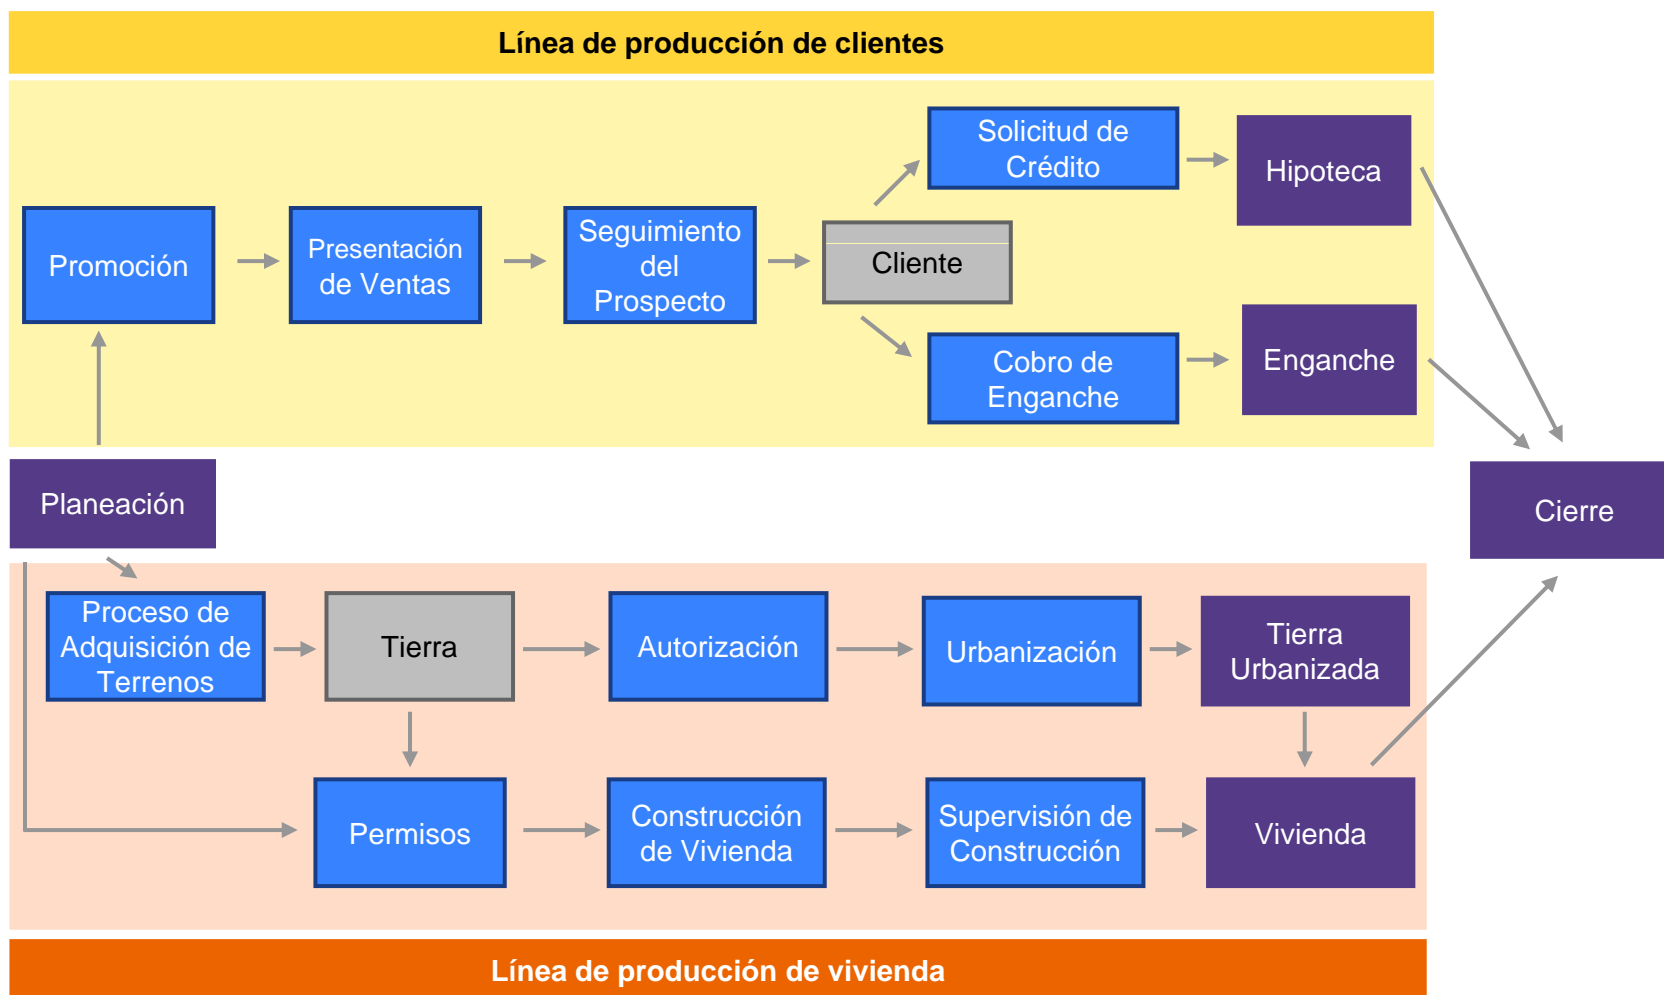 Línea de producción de clientes
Solicitud de
Crédito
Hipoteca
Promoción
Presentación
de Ventas
Seguimiento
del
Prospecto
Cliente
Cobro de
Enganche
Enganche
Planeación
Cierre
Proceso de
Adquisición de
Terrenos
Tierra
Autorización
Urbanización
Tierra
Urbanizada
Permisos
Construcción
de Vivienda
Supervisión de
Construcción
Vivienda
Línea de producción de vivienda